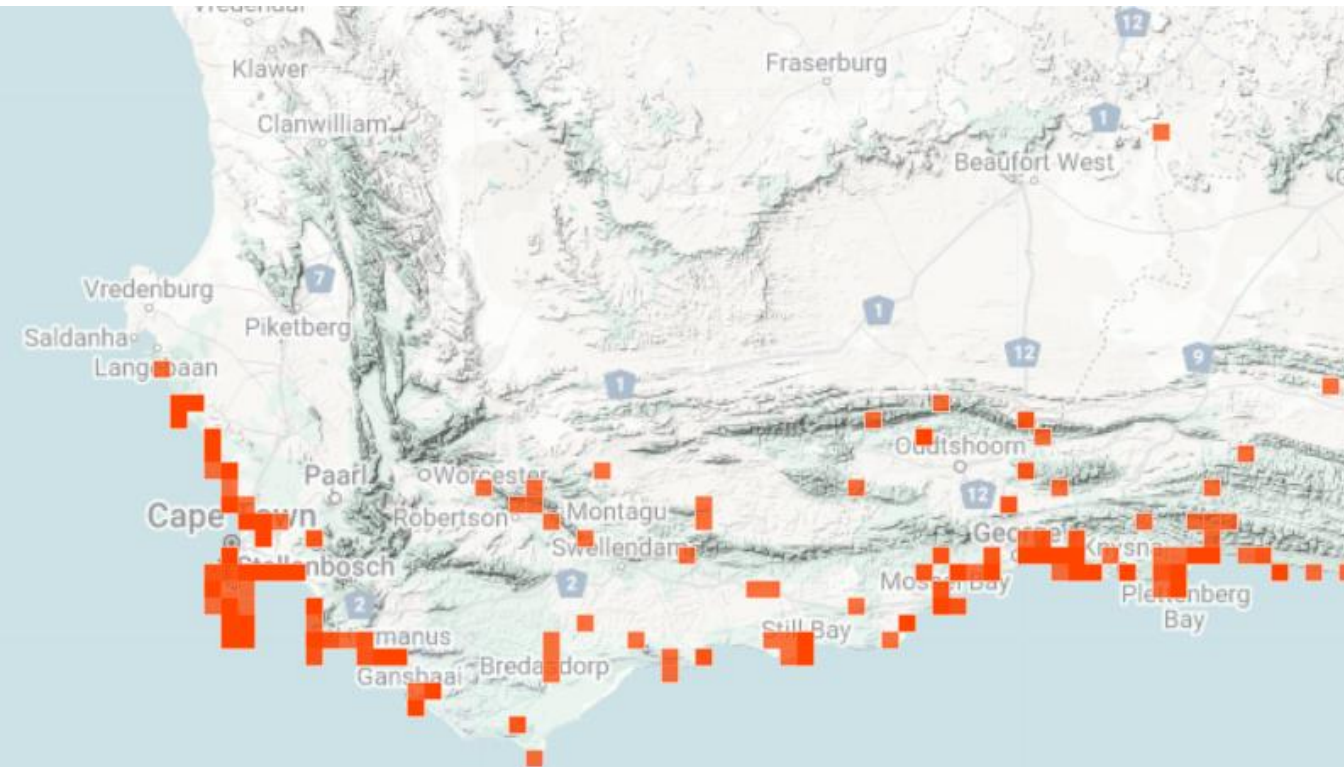 Vredendal
Klawer
Clanwilliam
Fraserburg
12
1
Beaufort West
7
Vredenburg
Saldanha
Piketberg
Langebaan
1
12
9
1
Oudtshoorn
Paarl
Worcester
12
Cape Town
Robertson
Montagu
George
Swellendam
Knysna
Stellenbosch
2
2
Mossel Bay
Plettenberg
Bay
Still Bay
Hermanus
Gansbaai
Bredasdorp